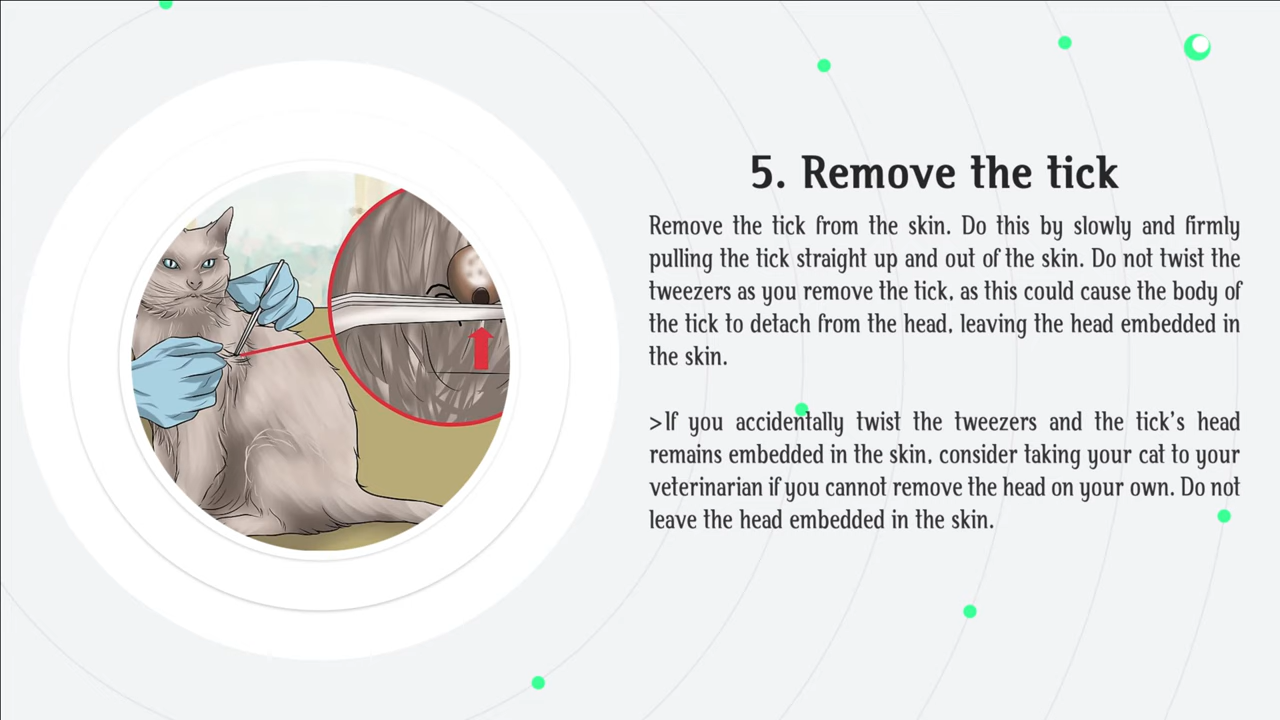 5. Remove the tick
Remove the tick from the skin. Do this by slowly and firmly
pulling the tick straight up and out of the skin. Do not twist the
tweezers as you remove the tick, as this could cause the body of
the tick to detach from the head, leaving the head embedded in
the skin.
>If you accidentally twist the tweezers and the tick’s head
remains embedded in the skin, consider taking your cat to your
veterinarian if you cannot remove the head on your own. Do not
leave the head embedded in the skin.